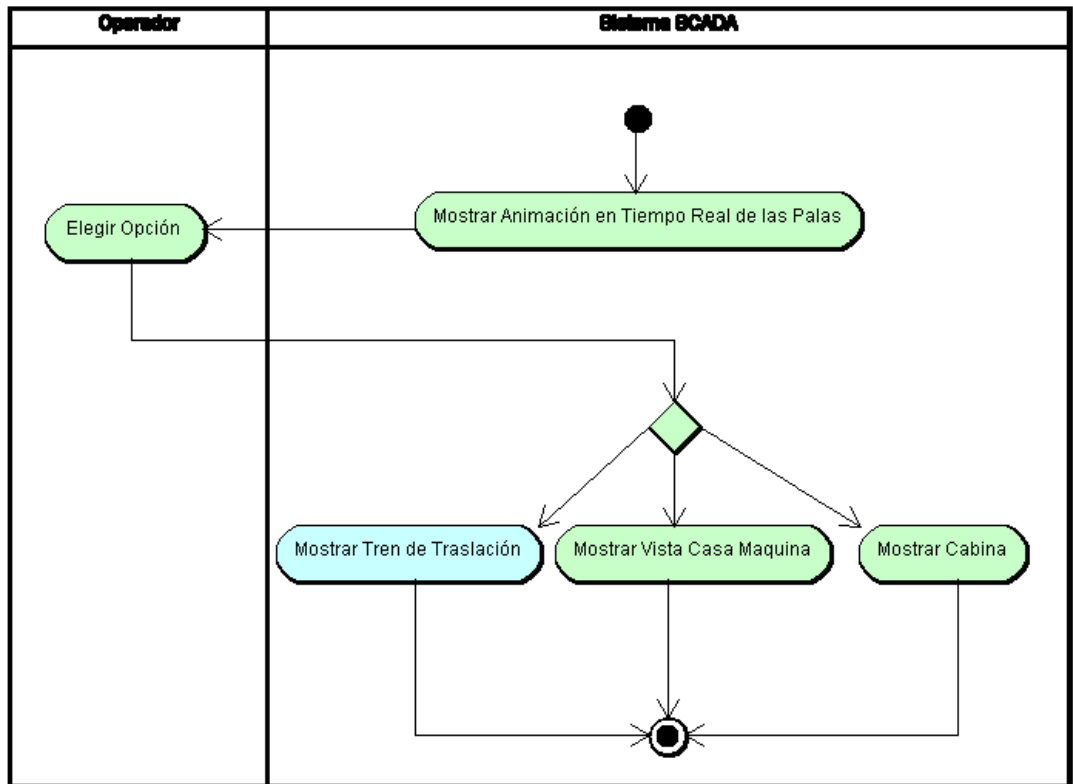 Operador
Sistema SCADA
Mostrar Animación en Tiempo Real de las Palas
Elegir Opción
Mostrar Tren de Traslación
Mostrar Vista Casa Maquina
Mostrar Cabina